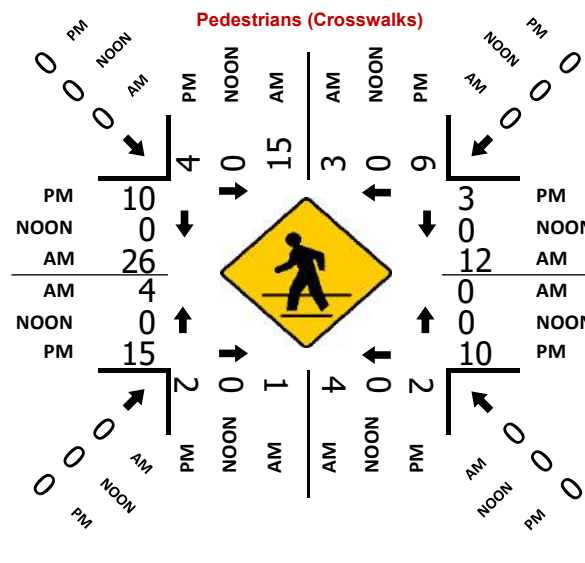 Pedestrians (Crosswalks)
PM NOON AM
0 0 0
PM NOON AM AM NOON PM
4 0 15 3 0 9
PM NOON AM
0 0 0
PM 10 3 PM
NOON 0 0 NOON
AM 26 12 AM
AM 4 0 AM
NOON 0 0 NOON
PM 15 10 PM
2 0 1 4 0 2
PM NOON AM AM NOON PM
0 0 0
AM NOON PM
0 0 0
AM NOON PM